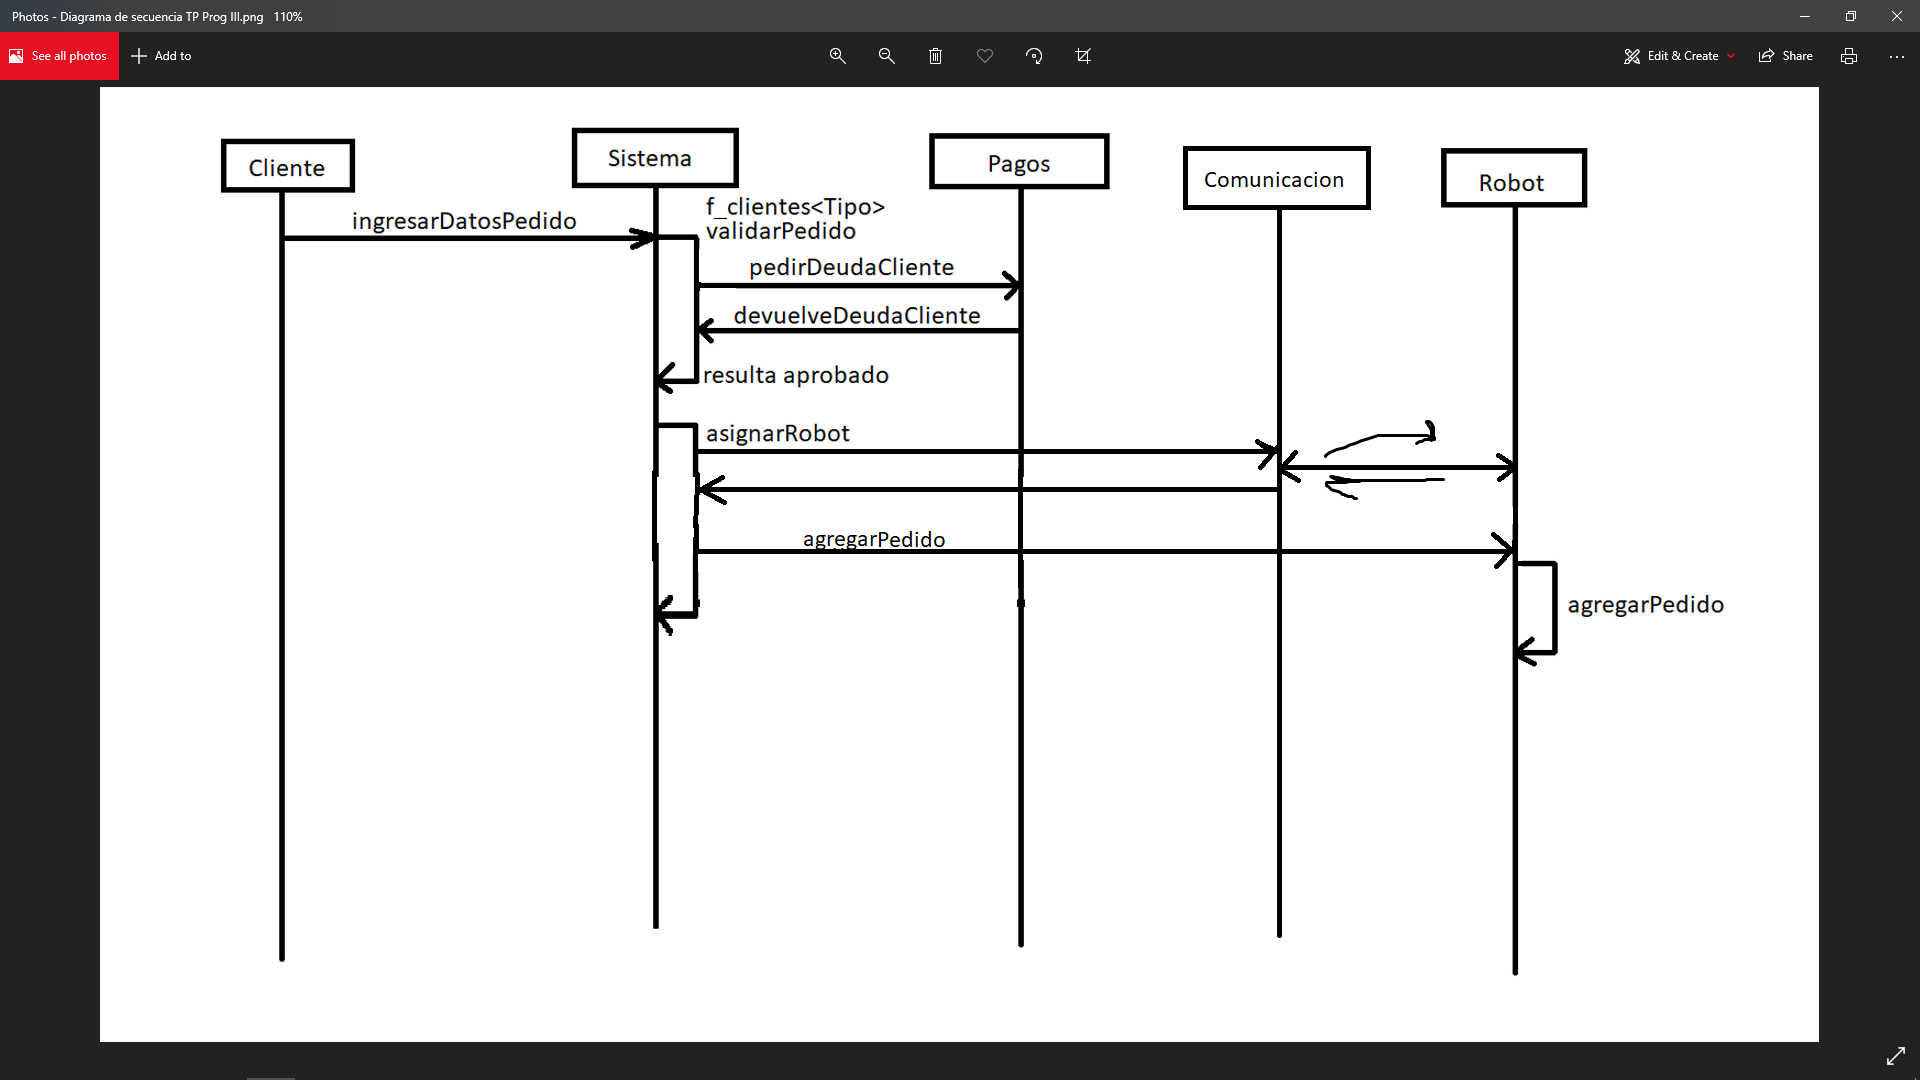 Photos - Diagrama de secuencia TP Prog III.png 110%
See all photos
Add to
Edit & Create
Share
Cliente
Sistema
Pagos
Comunicacion
Robot
ingresarDatosPedido
f_clientes<Tipo>
validarPedido
pedirDeudaCliente
devuelveDeudaCliente
resulta aprobado
asignarRobot
agregarPedido
agregarPedido